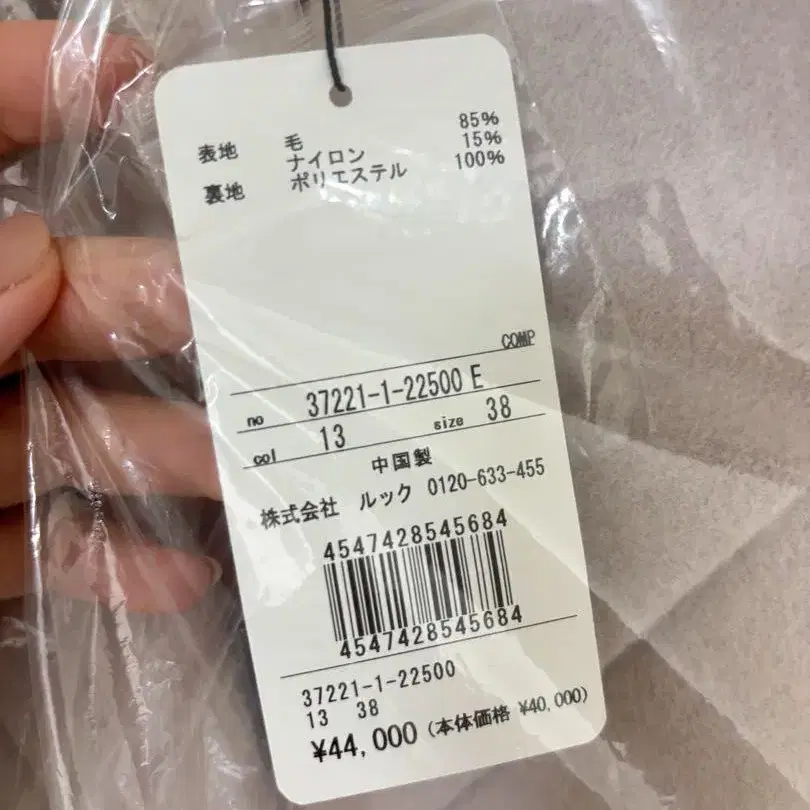 表地 毛 85%
ナイロン 15%
裏地 ポリエステル 100%
COMP
no 37221-1-22500 E
col 13 size 38
中国製
株式会社 ルック 0120-633-455
4547428545684
4547428545684
37221-1-22500
13 38
¥44,000 (本体価格 ¥40,000)